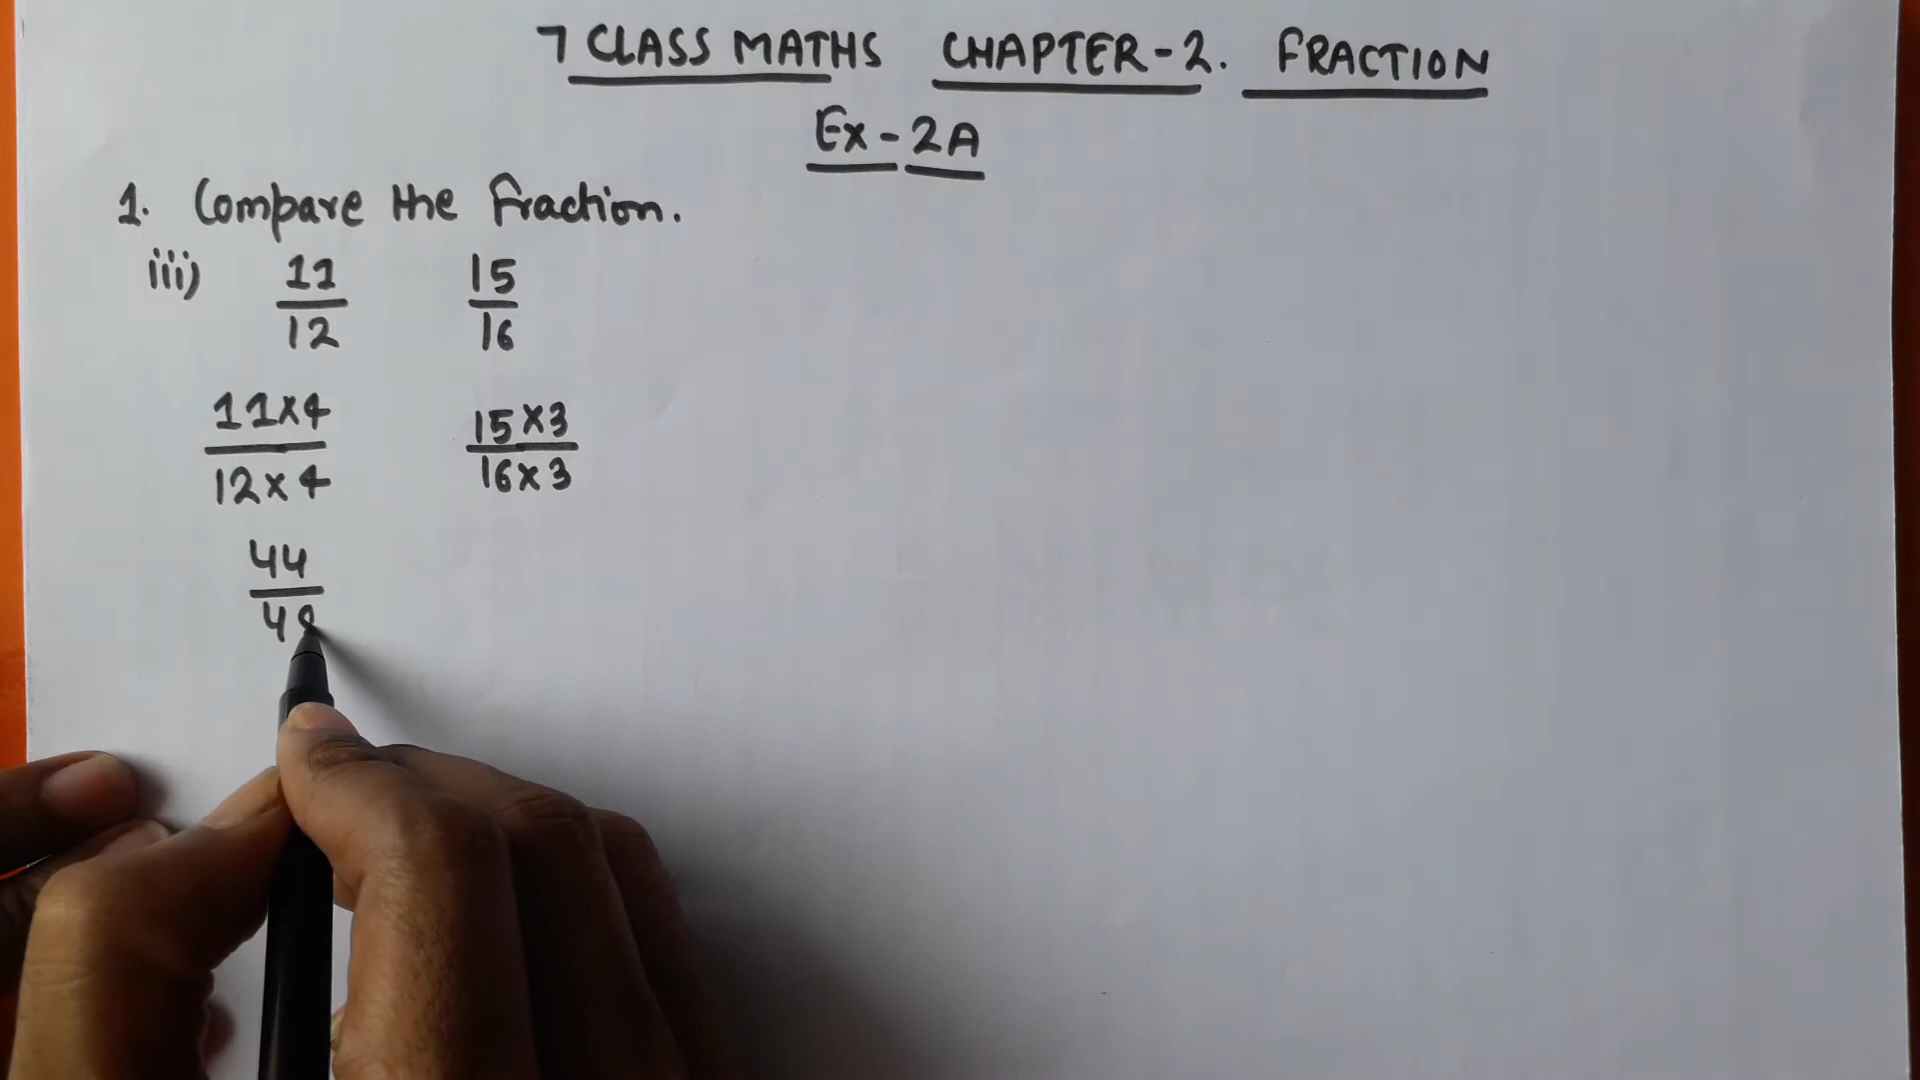 7 CLASS MATHS CHAPTER-2. FRACTION
Ex-2A
1. Compare the fraction.
iii) 11/12 15/16
11×4/12×4 15×3/16×3
44/48